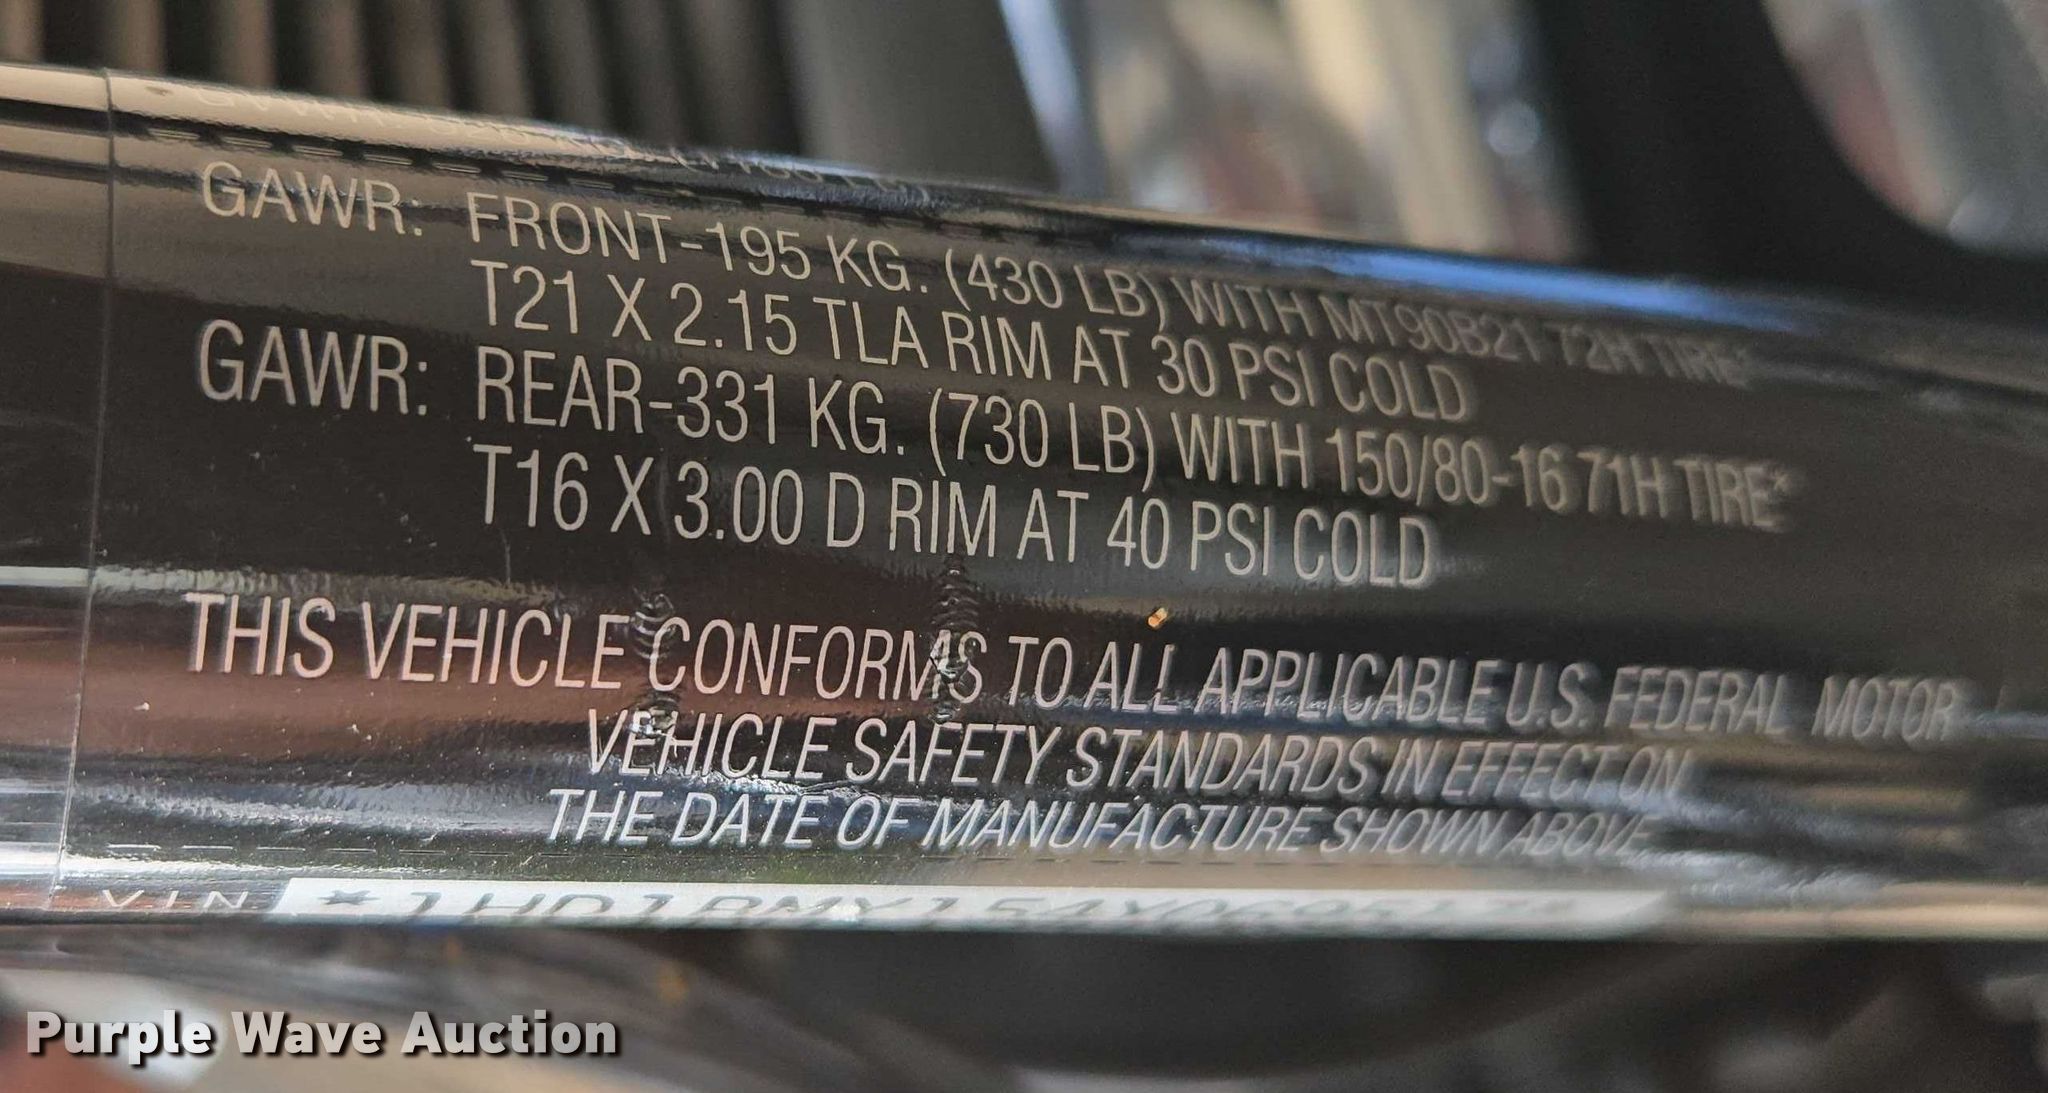 GAWR: FRONT-195 KG. (430 LB) WITH MT90B21 72H TIRE*
T21 X 2.15 TLA RIM AT 30 PSI COLD
GAWR: REAR-331 KG. (730 LB) WITH 150/80-16 71H TIRE*
T16 X 3.00 D RIM AT 40 PSI COLD
THIS VEHICLE CONFORMS TO ALL APPLICABLE U.S. FEDERAL MOTOR
VEHICLE SAFETY STANDARDS IN EFFECT ON
THE DATE OF MANUFACTURE SHOWN ABOVE
VIN
Purple Wave Auction